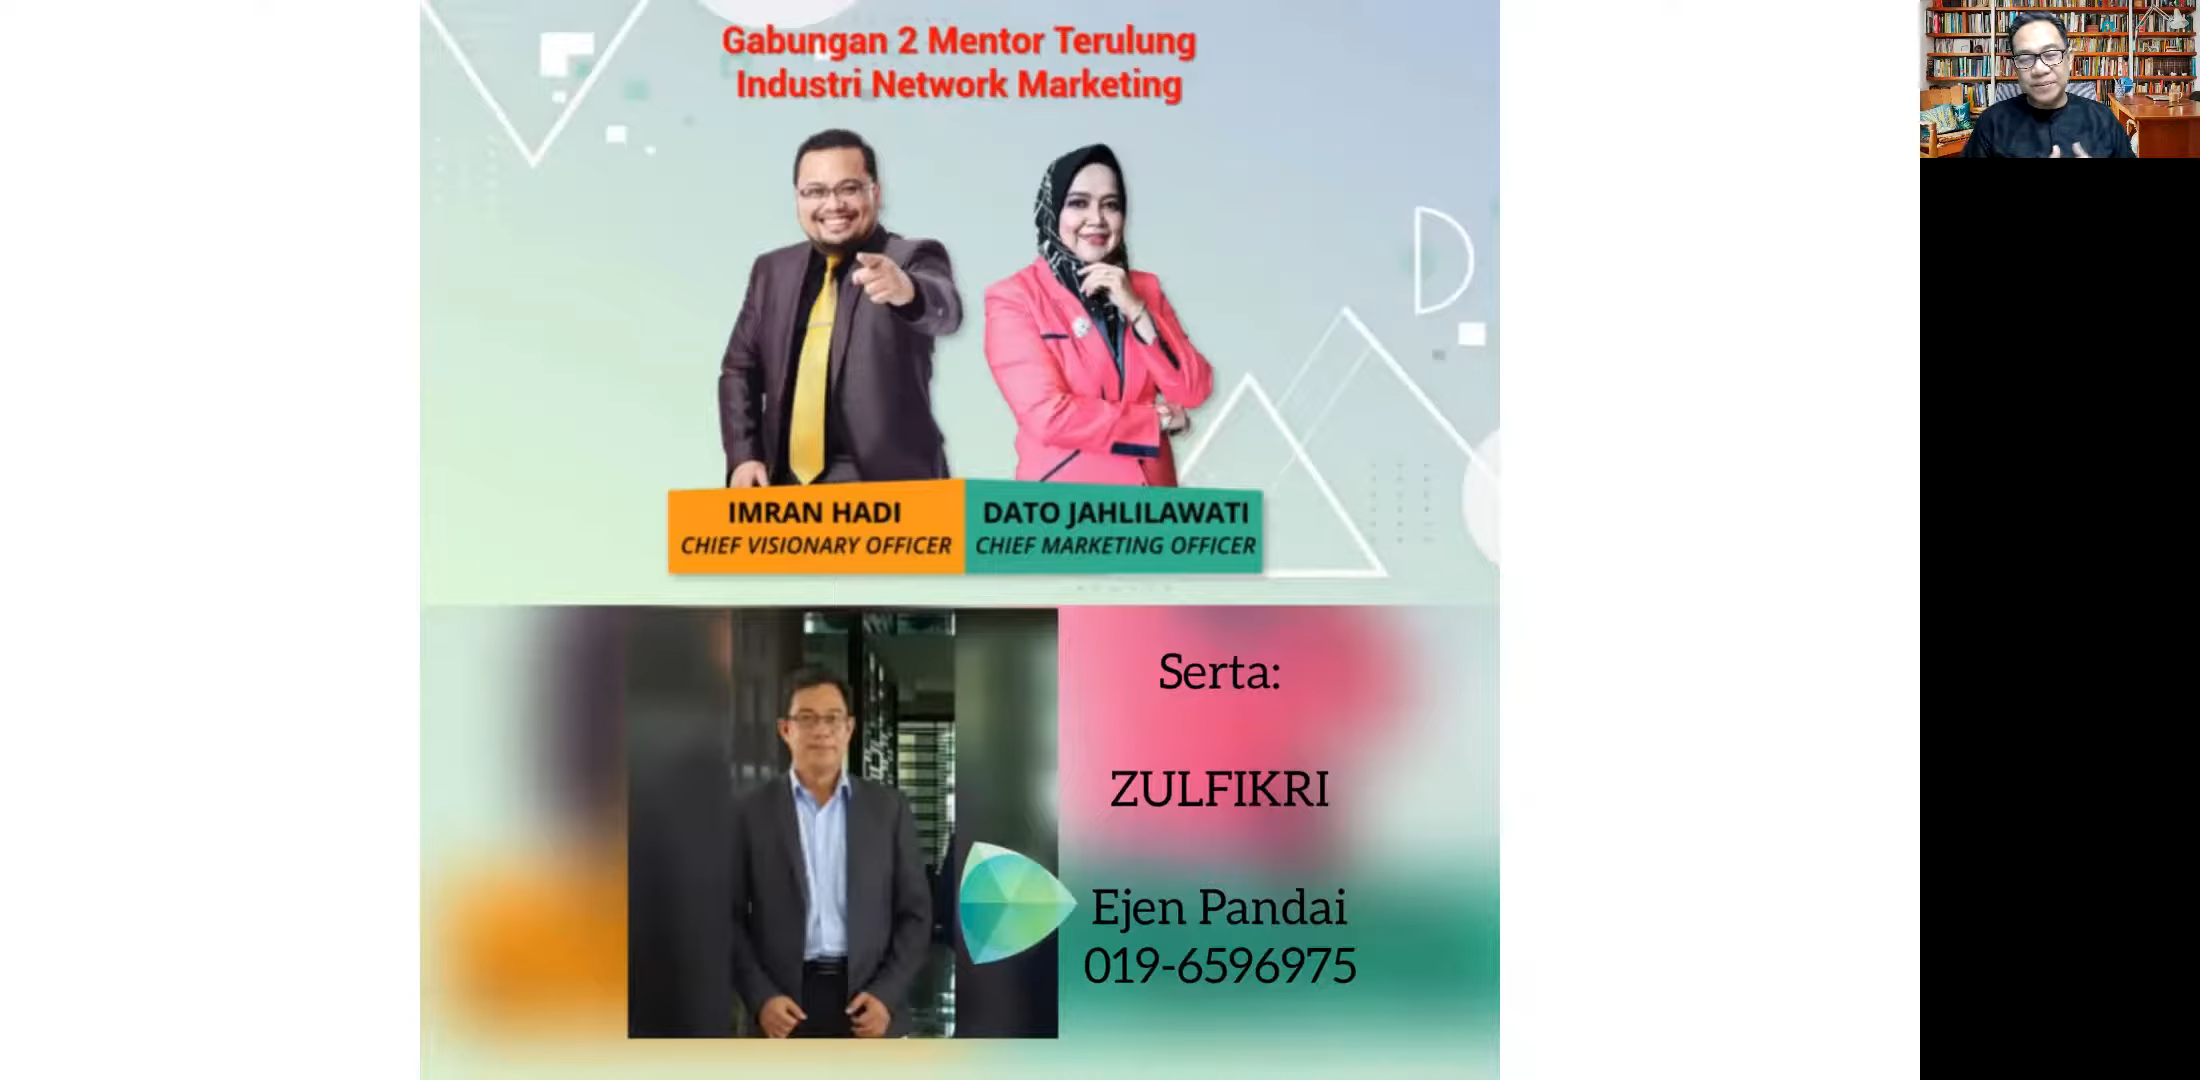 Gabungan 2 Mentor Terulung
Industri Network Marketing
IMRAN HADI
CHIEF VISIONARY OFFICER
DATO JAHLILAWATI
CHIEF MARKETING OFFICER
Serta:
ZULFIKRI
Ejen Pandai
019-6596975